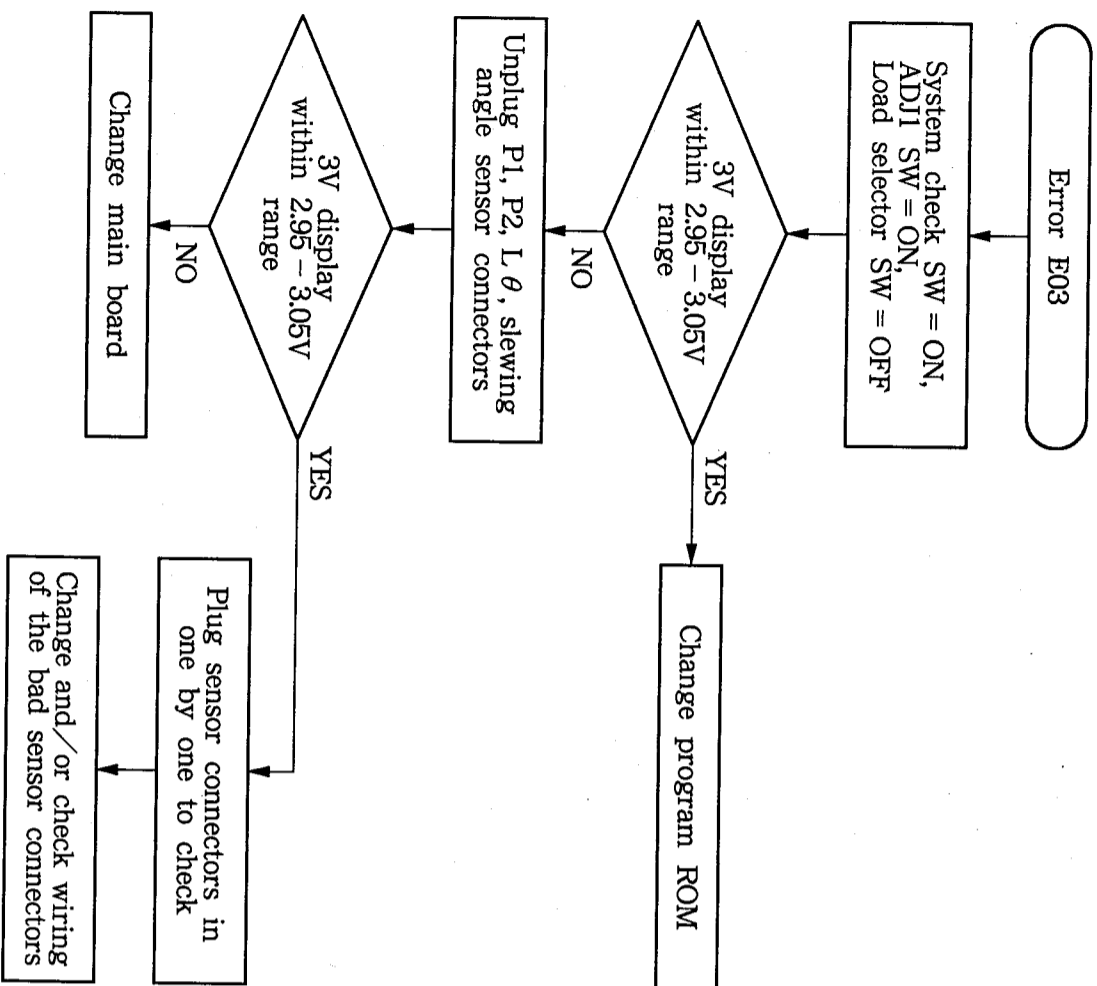 Error E03
System check SW = ON,
ADJ1 SW = ON,
Load selector SW = OFF
3V display
within 2.95 – 3.05V
range
YES
Change program ROM
NO
Unplug P1, P2, L θ, slewing
angle sensor connectors
3V display
within 2.95 – 3.05V
range
YES
Plug sensor connectors in
one by one to check
Change and/or check wiring
of the bad sensor connectors
NO
Change main board